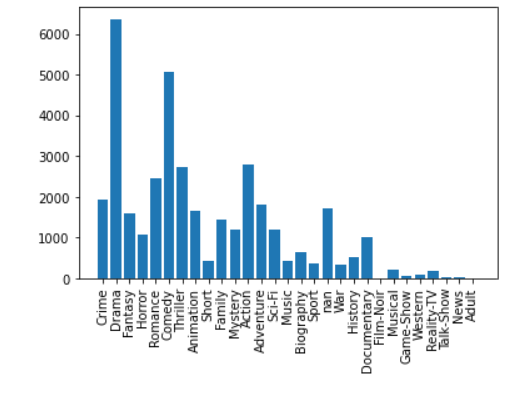 6000
5000
4000
3000
2000
1000
0
Crime
Drama
Fantasy
Horror
Romance
Comedy
Thriller
Animation
Short
Family
Mystery
Action
Adventure
Sci-Fi
Music
Biography
Sport
nan
War
History
Documentary
Film-Noir
Musical
Game-Show
Western
Reality-TV
Talk-Show
News
Adult